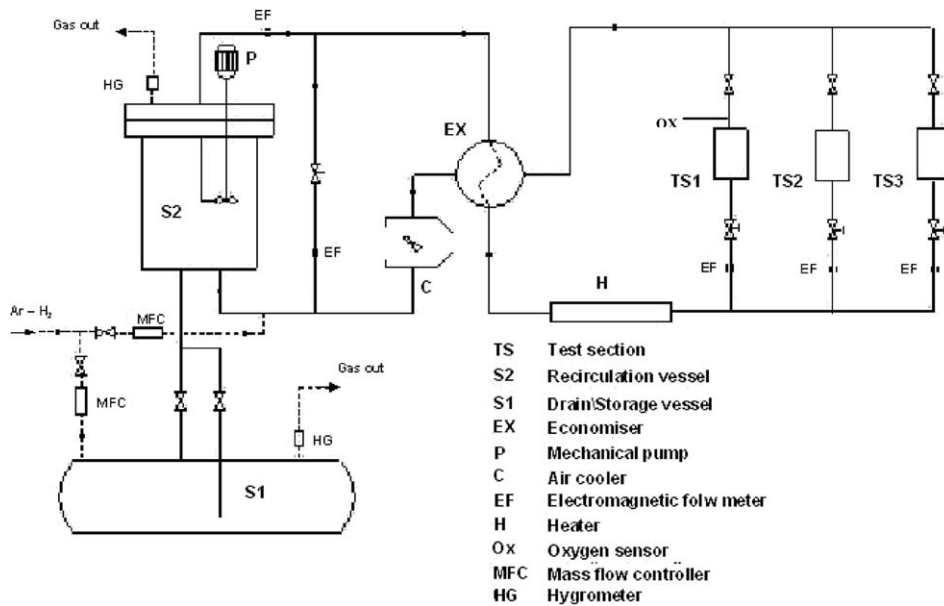 EF
Gas out
P
HG
EX
OX
TS1
TS2
TS3
S2
EF
C
EF
EF
EF
H
Ar – H₂
MFC
Gas out
MFC
HG
S1
TS Test section
S2 Recirculation vessel
S1 Drain\Storage vessel
EX Economiser
P Mechanical pump
C Air cooler
EF Electromagnetic folw meter
H Heater
Ox Oxygen sensor
MFC Mass flow controller
HG Hygrometer